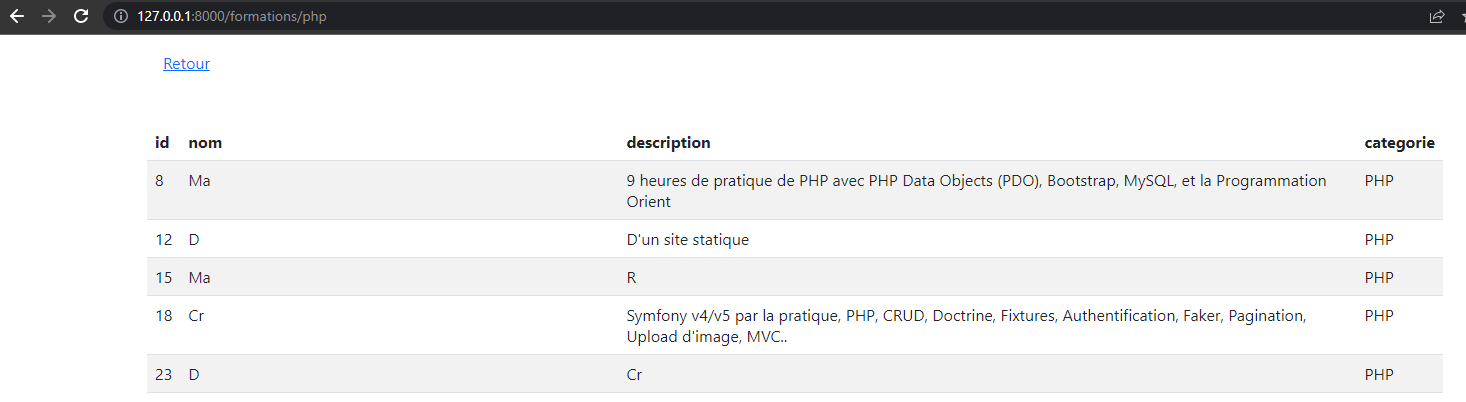 127.0.0.1:8000/formations/php
Retour
id nom description categorie
8 Ma 9 heures de pratique de PHP avec PHP Data Objects (PDO), Bootstrap, MySQL, et la Programmation PHP
Orient
12 D D'un site statique PHP
15 Ma R PHP
18 Cr Symfony v4/v5 par la pratique, PHP, CRUD, Doctrine, Fixtures, Authentification, Faker, Pagination, PHP
Upload d'image, MVC..
23 D Cr PHP